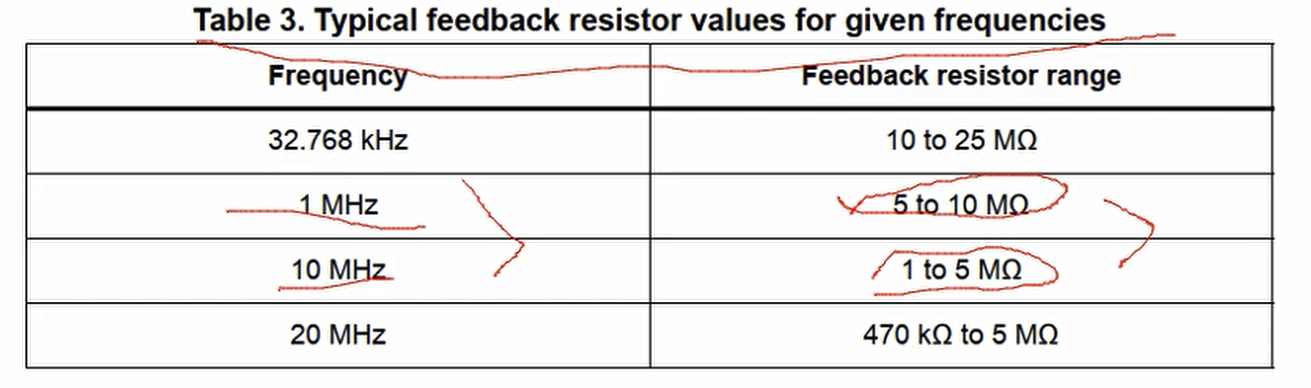 Table 3. Typical feedback resistor values for given frequencies
Frequency Feedback resistor range
32.768 kHz 10 to 25 MΩ
1 MHz 5 to 10 MΩ
10 MHz 1 to 5 MΩ
20 MHz 470 kΩ to 5 MΩ